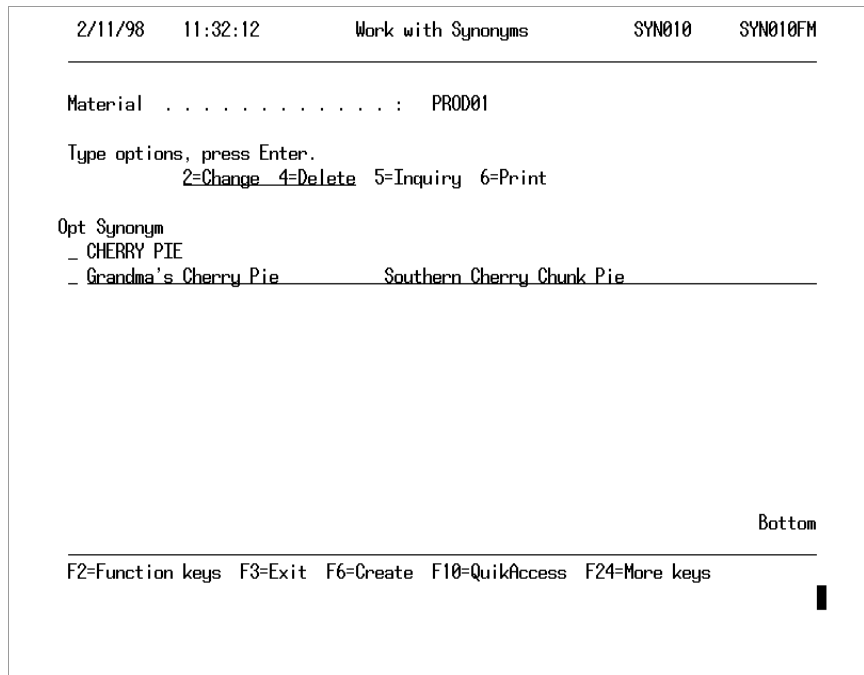 2/11/98 11:32:12 Work with Synonyms SYN010 SYN010FM
Material . . . . . . . . . . . . . : PROD01
Type options, press Enter.
2=Change 4=Delete 5=Inquiry 6=Print
Opt Synonym
_ CHERRY PIE
_ Grandma's Cherry Pie Southern Cherry Chunk Pie
Bottom
F2=Function keys F3=Exit F6=Create F10=QuikAccess F24=More keys